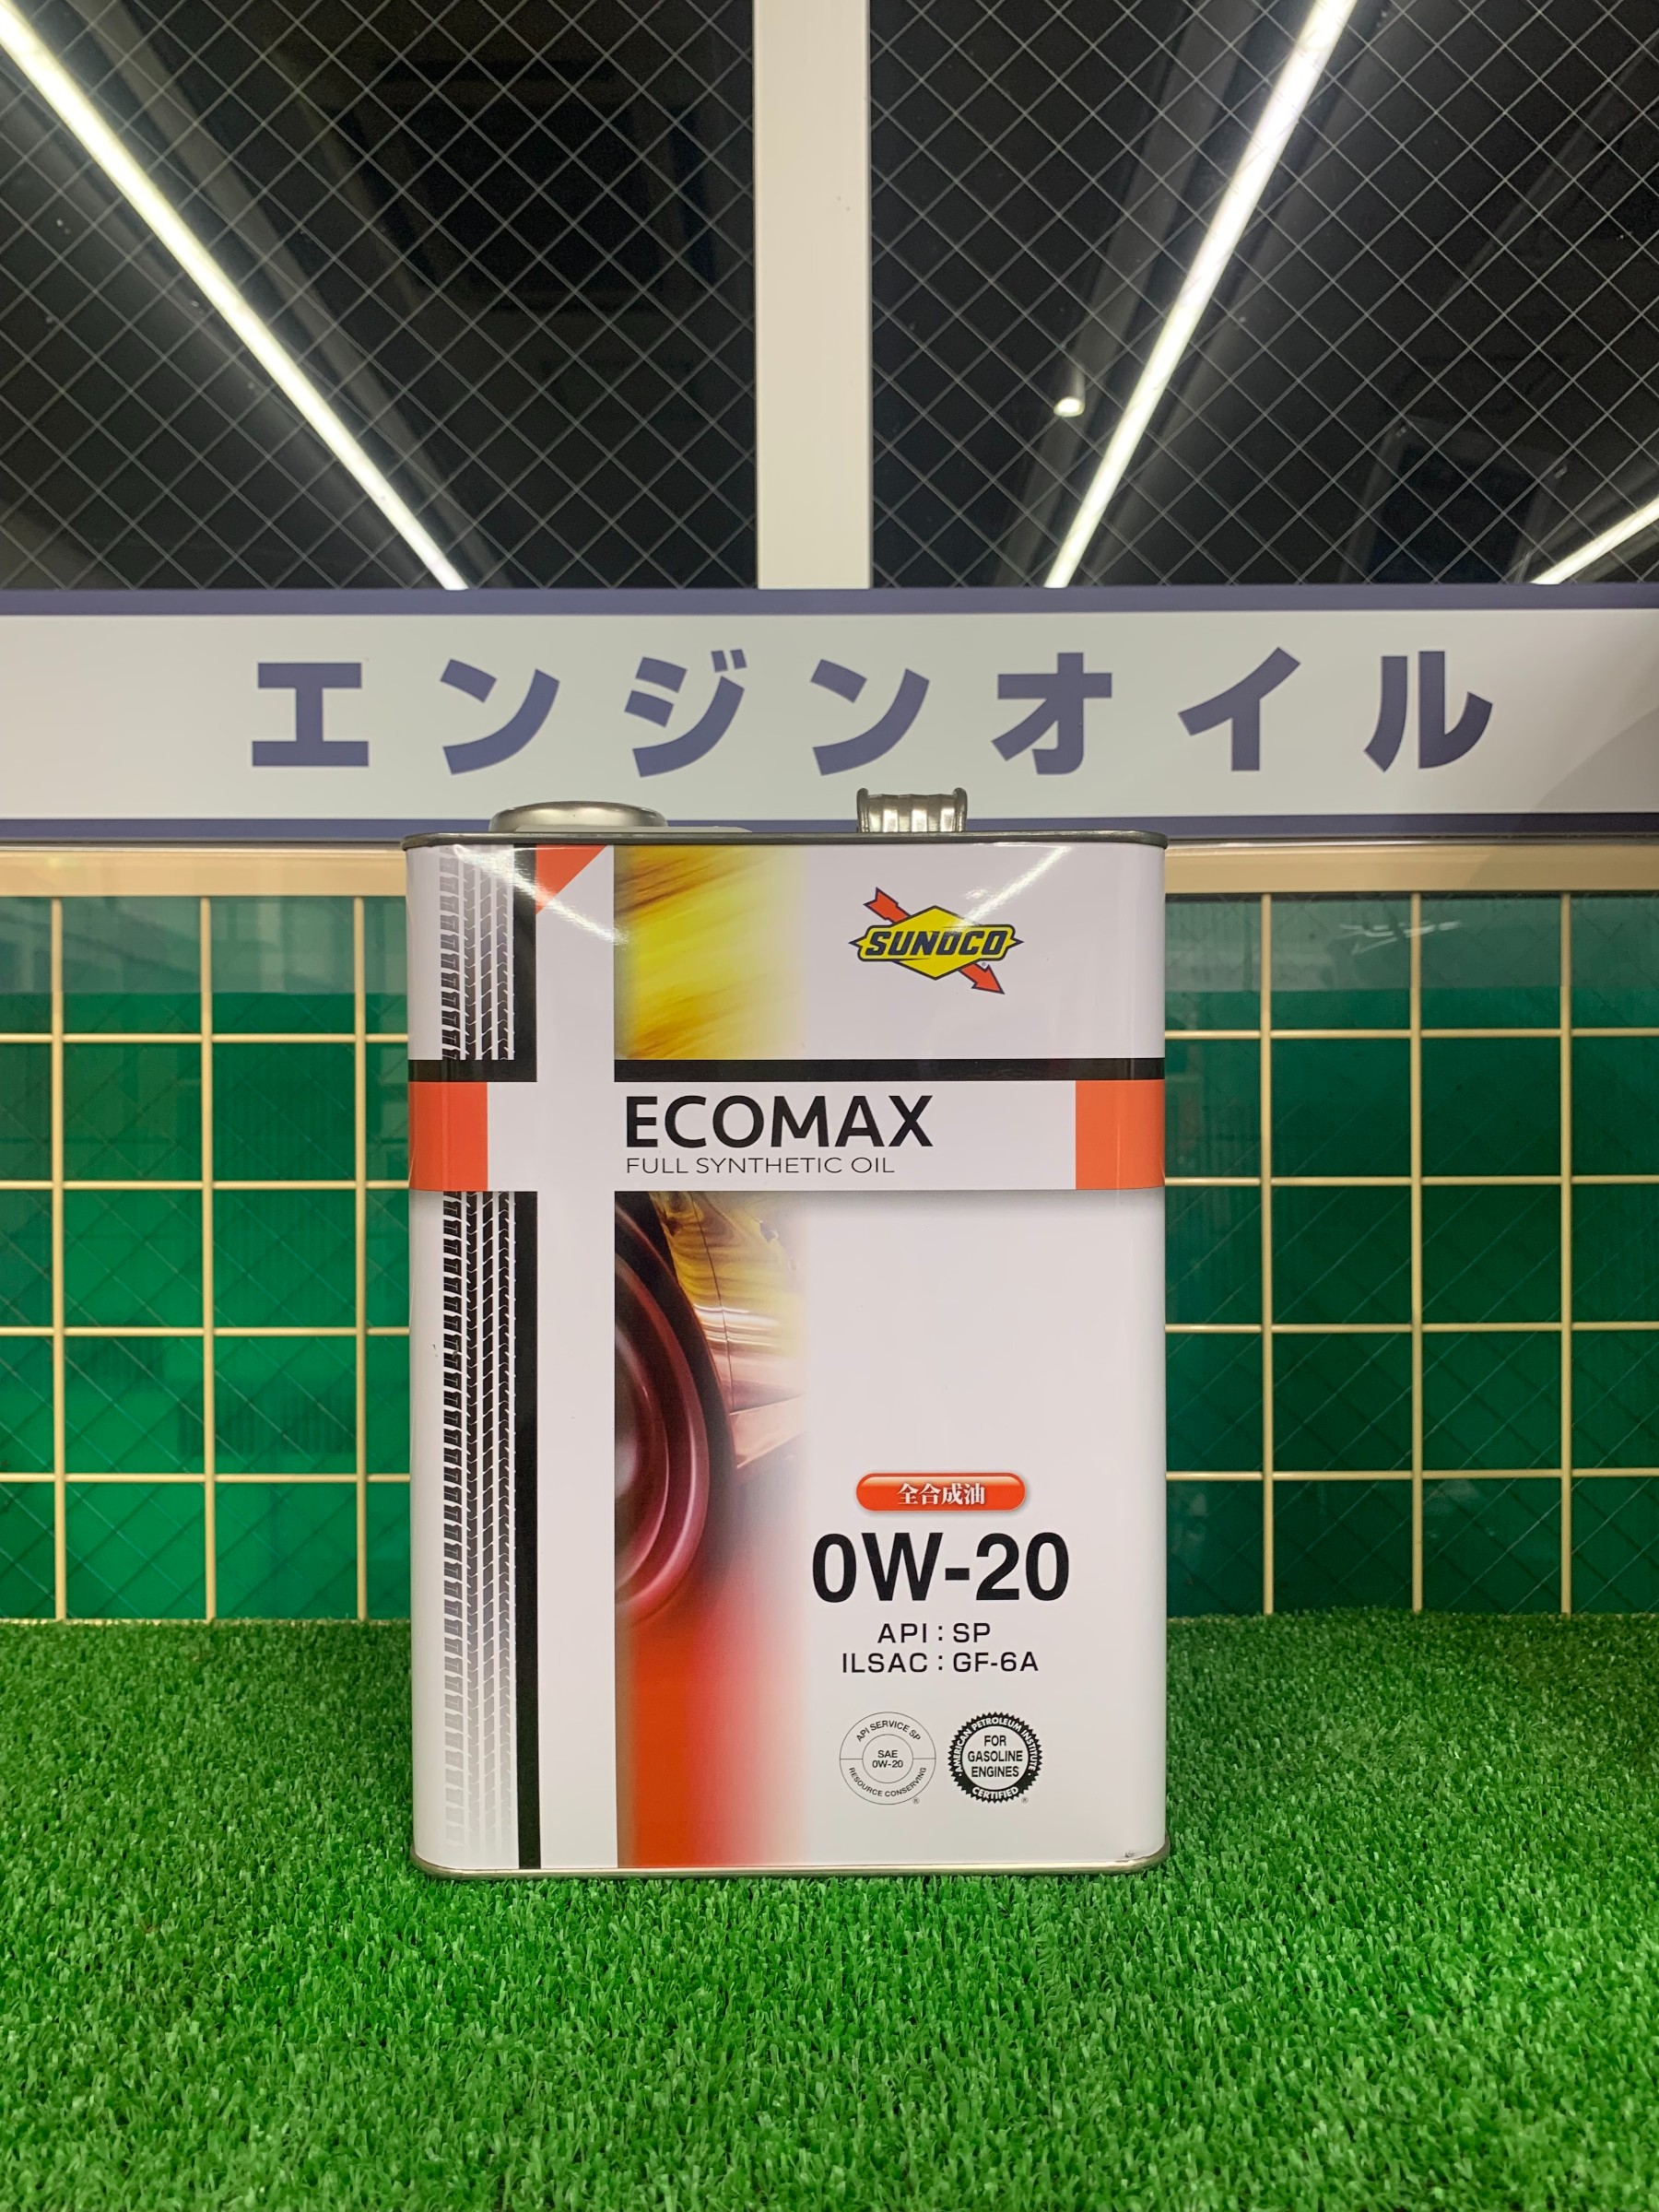 エンジンオイル
SUNOCO
ECOMAX
FULL SYNTHETIC OIL
全合成油
0W-20
API : SP
ILSAC : GF-6A
API SERVICE SP
SAE
0W-20
RESOURCE CONSERVING
AMERICAN PETROLEUM INSTITUTE
FOR
GASOLINE
ENGINES
CERTIFIED